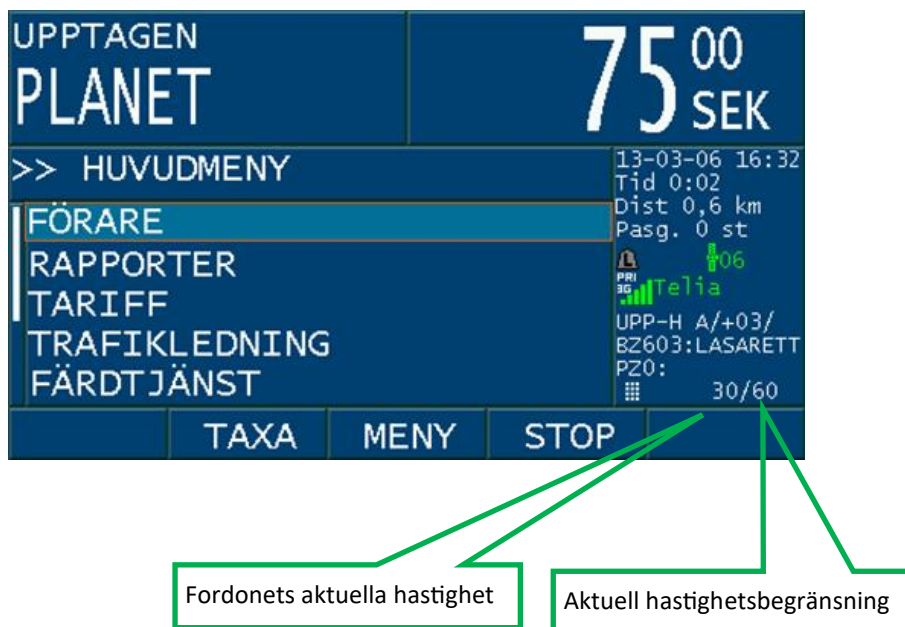 UPPTAGEN
PLANET
75 00
SEK
>> HUVUDMENY
FÖRARE
RAPPORTER
TARIFF
TRAFIKLEDNING
FÄRDTJÄNST
13-03-06 16:32
Tid 0:02
Dist 0,6 km
Pasg. 0 st
06
PRI
3G Telia
UPP-H A/+03/
BZ603:LASARETT
PZ0:
30/60
TAXA MENY STOP
Fordonets aktuella hastighet
Aktuell hastighetsbegränsning